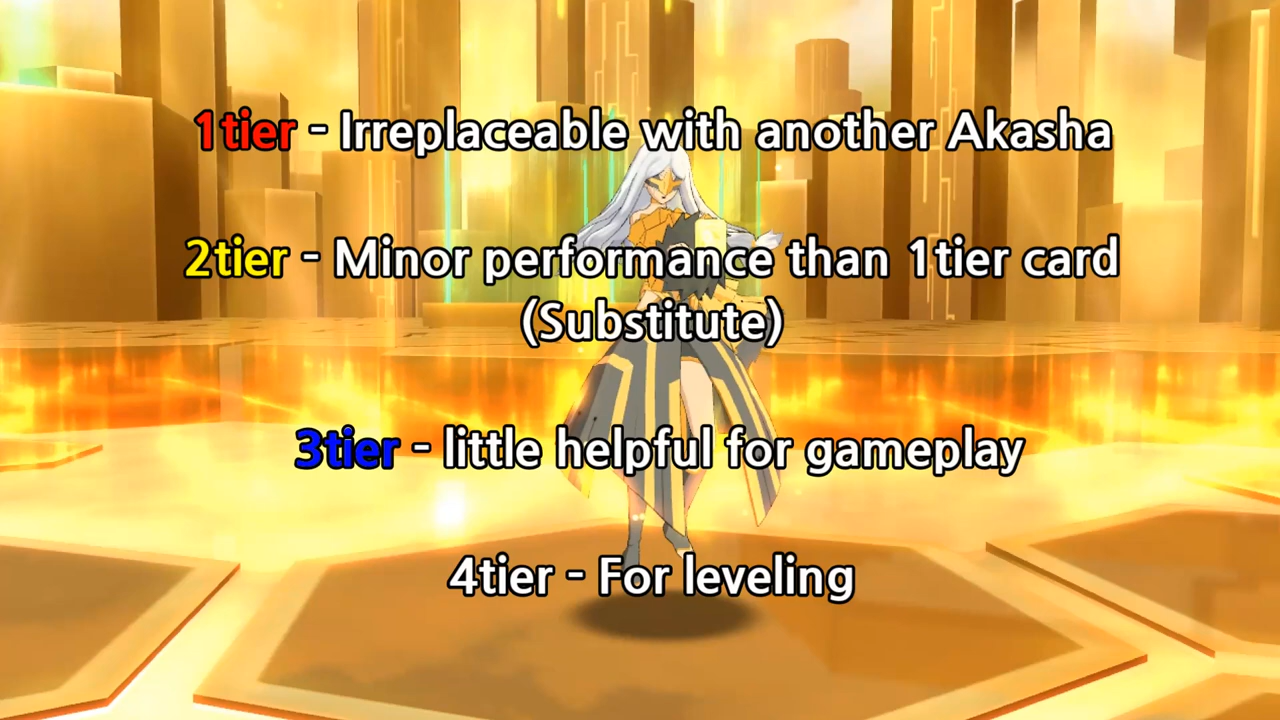 1tier - Irreplaceable with another Akasha
2tier - Minor performance than 1tier card
(Substitute)
3tier - little helpful for gameplay
4tier - For leveling